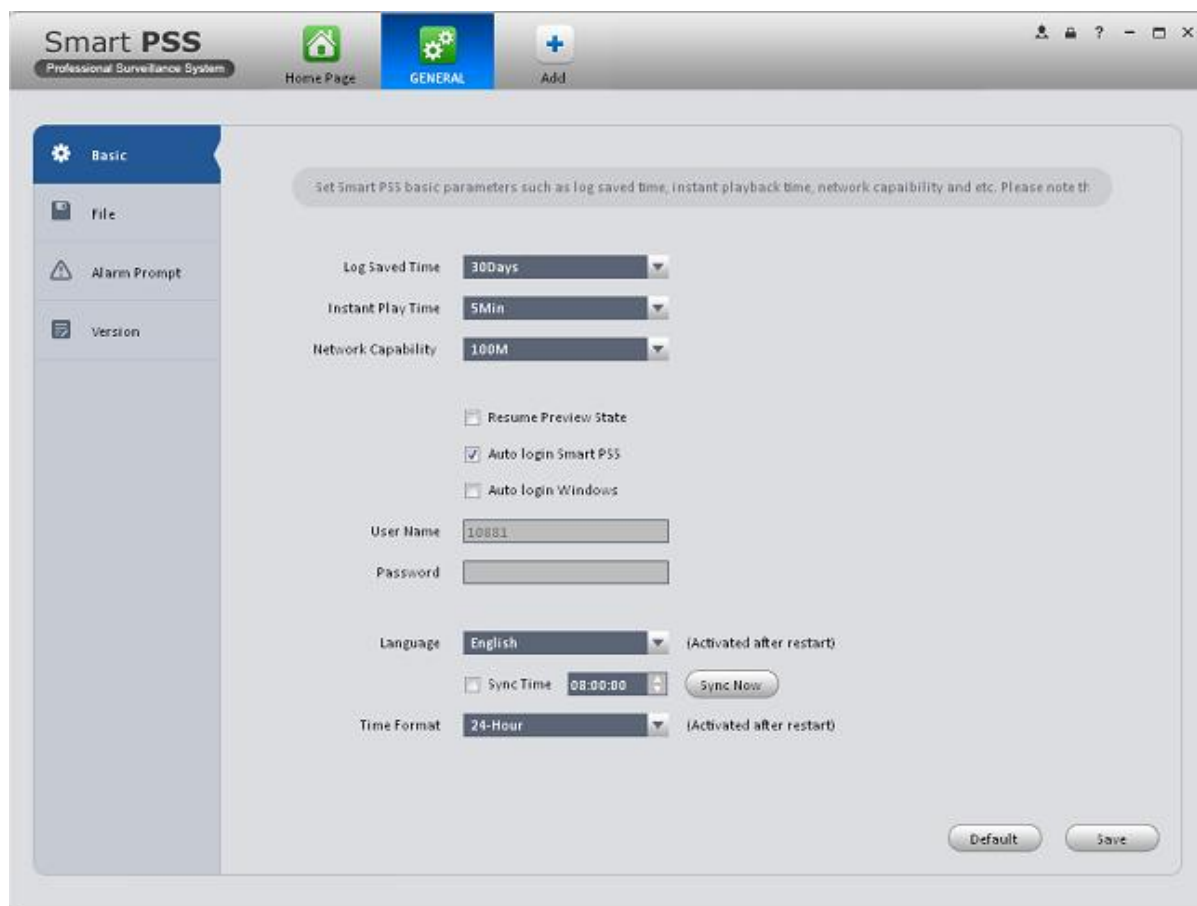 Smart PSS
Professional Surveillance System
Home Page
GENERAL
Add
?
Basic
File
Alarm Prompt
Version
Set Smart PSS basic parameters such as log saved time, instant playback time, network capaibility and etc. Please note th
Log Saved Time 30Days
Instant Play Time 5Min
Network Capability 100M
Resume Preview State
Auto login Smart PSS
Auto login Windows
User Name 10881
Password
Language English (Activated after restart)
Sync Time 08:00:00 Sync Now
Time Format 24-Hour (Activated after restart)
Default Save